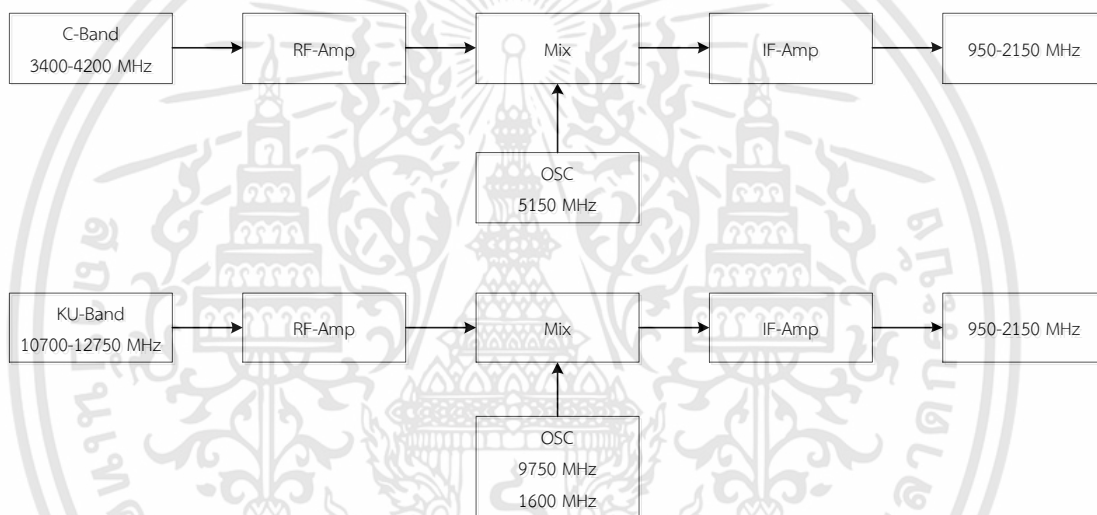 C-Band
3400-4200 MHz
RF-Amp
Mix
IF-Amp
950-2150 MHz
OSC
5150 MHz
KU-Band
10700-12750 MHz
RF-Amp
Mix
IF-Amp
950-2150 MHz
OSC
9750 MHz
1600 MHz